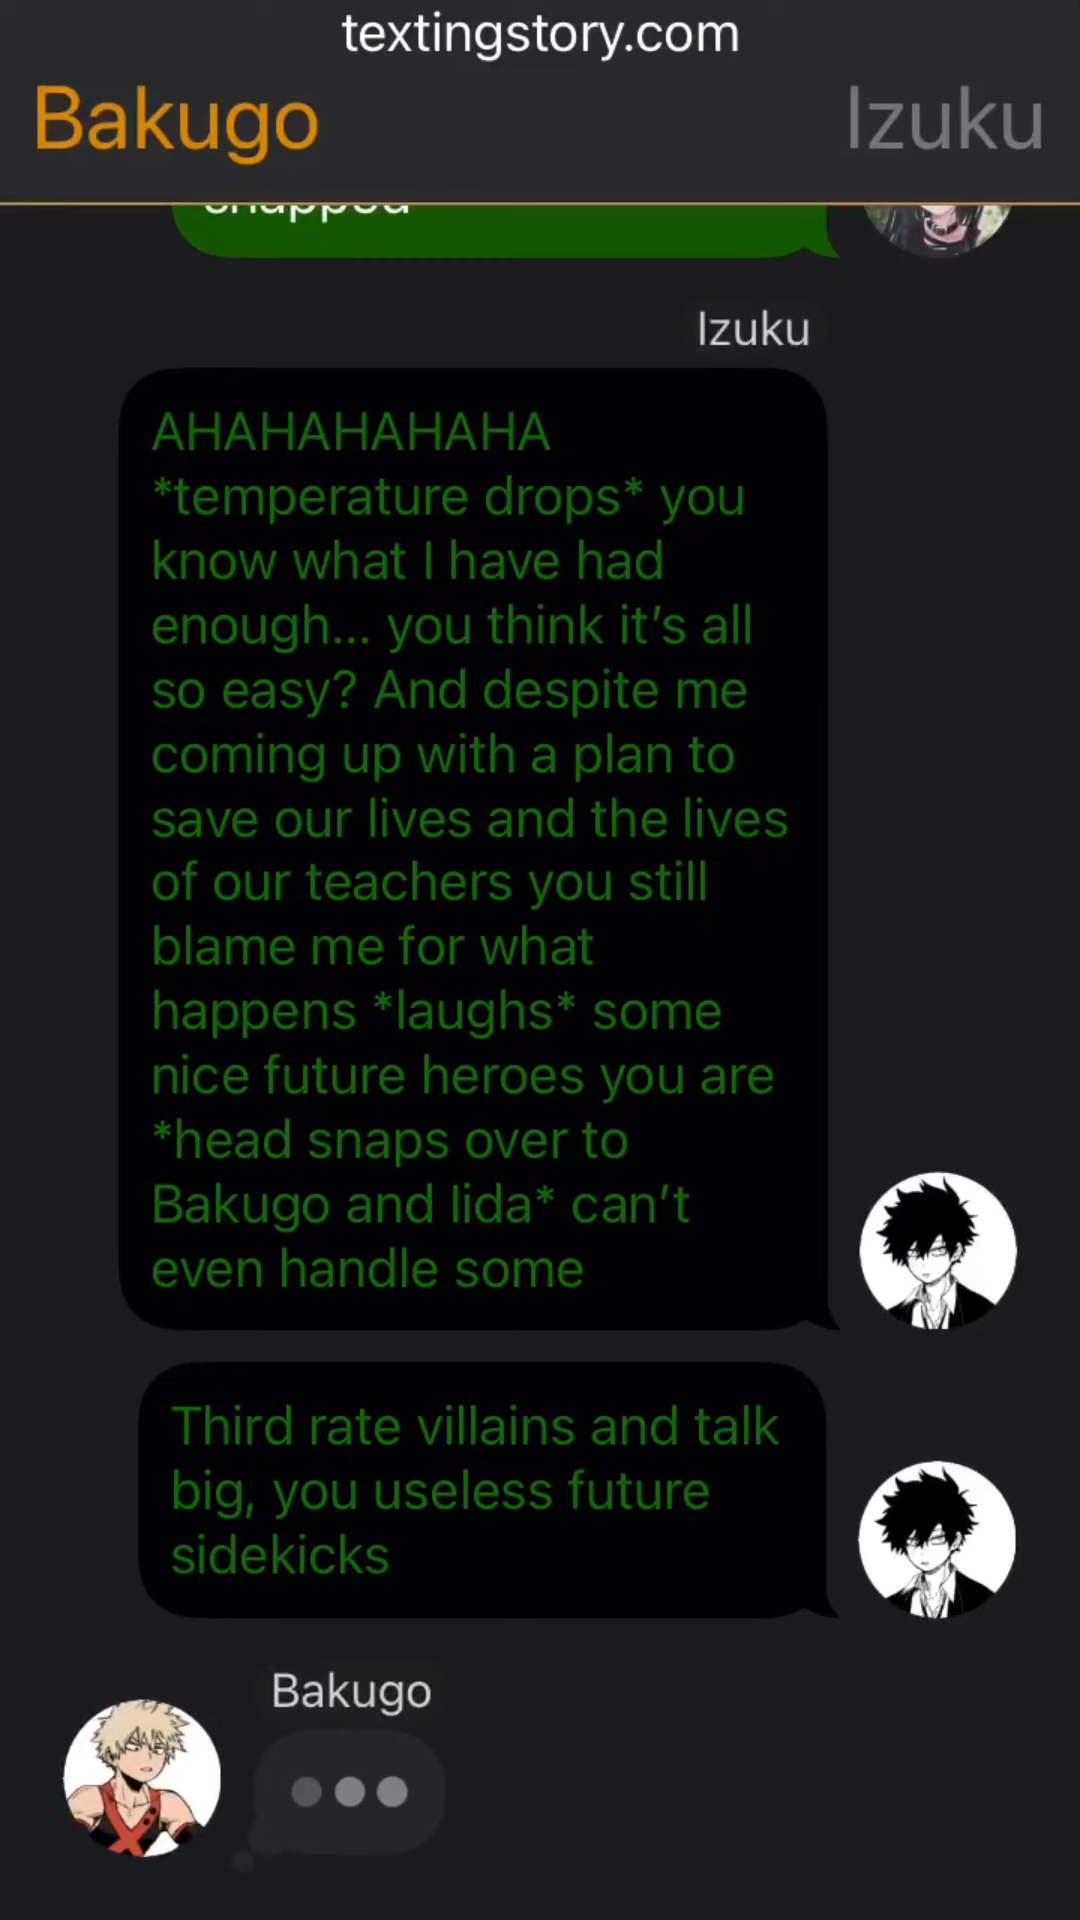 textingstory.com
Bakugo
Izuku
snapped
Izuku
AHAHAHAHAHA
*temperature drops* you
know what I have had
enough... you think it’s all
so easy? And despite me
coming up with a plan to
save our lives and the lives
of our teachers you still
blame me for what
happens *laughs* some
nice future heroes you are
*head snaps over to
Bakugo and Iida* can’t
even handle some
Third rate villains and talk
big, you useless future
sidekicks
Bakugo